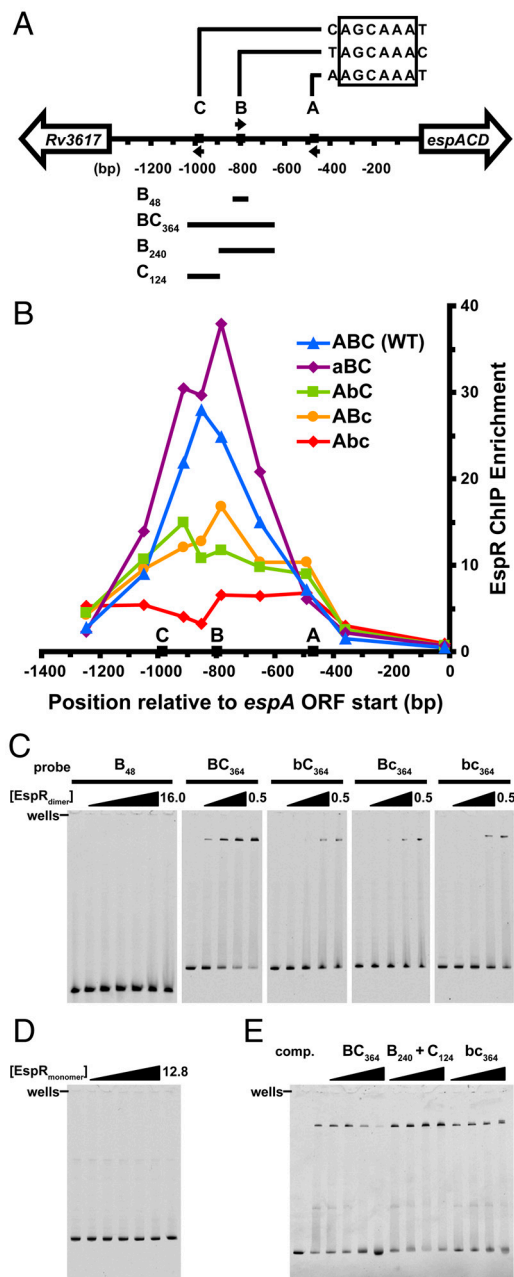 A
CAGCAAAT
TAGCAAAC
AAGCAAAT
C B A
Rv3617 espACD
(bp) -1200 -1000 -800 -600 -400 -200
B48
BC364
B240
C124
B
40
30
20
10
0
EspR ChIP Enrichment
ABC (WT)
aBC
AbC
ABc
Abc
C B A
-1400 -1200 -1000 -800 -600 -400 -200 0
Position relative to espA ORF start (bp)
C
probe B48 BC364 bC364 Bc364 bc364
[EspRdimer] 16.0 0.5 0.5 0.5 0.5
wells
D
[EspRmonomer] 12.8
wells
E
comp. BC364 B240 + C124 bc364
wells